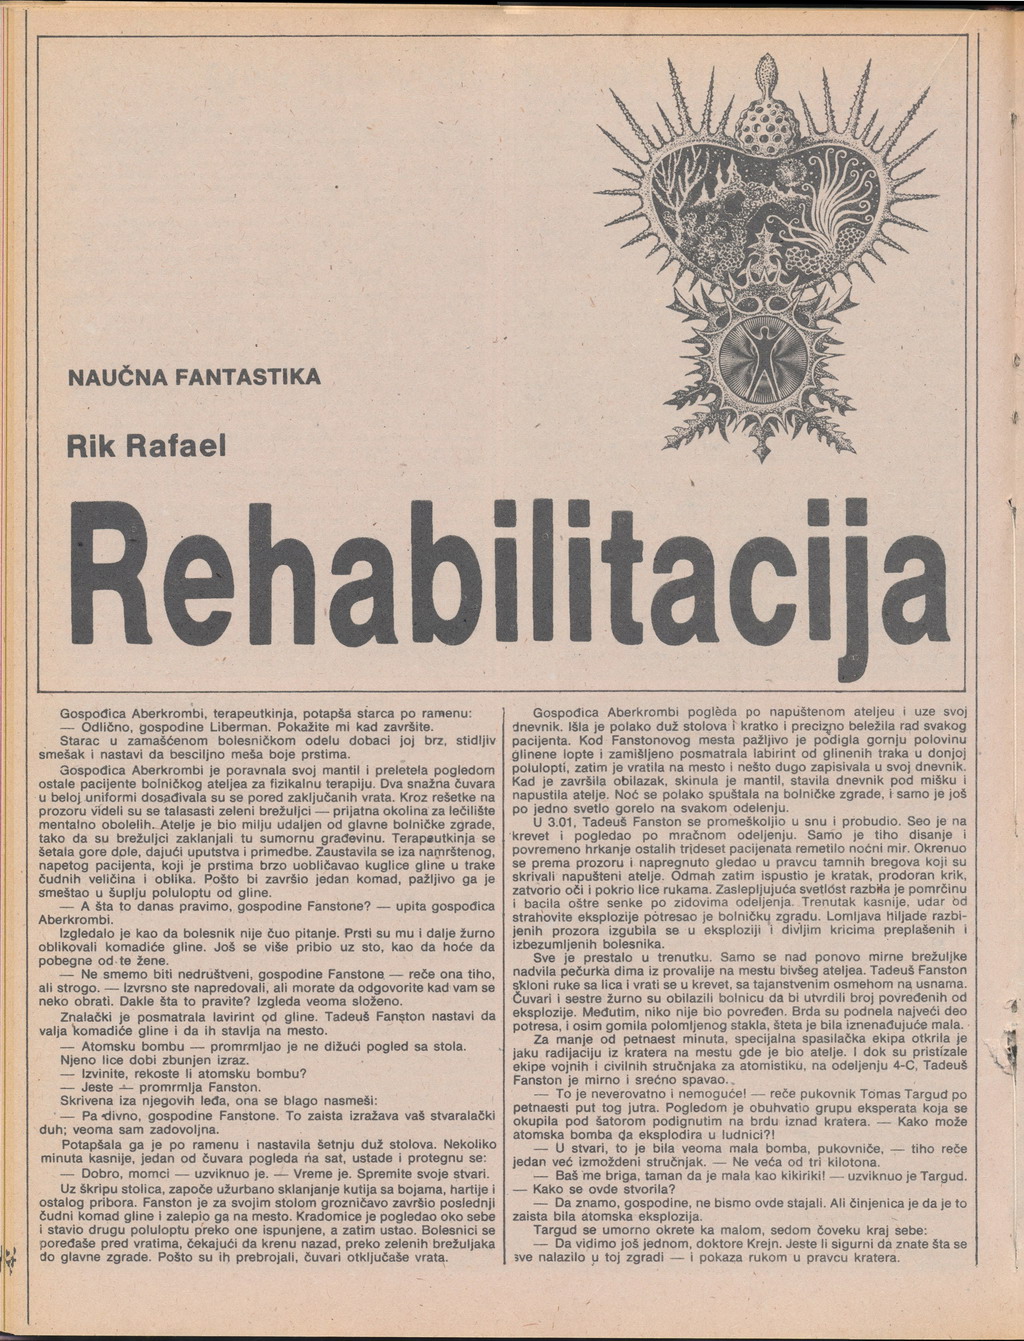 NAUČNA FANTASTIKA
Rik Rafael
Rehabilitacija
Gospođica Aberkrombi, terapeutkinja, potapša starca po ramenu:
— Odlično, gospodine Liberman. Pokažite mi kad završite.
Starac u zamašćenom bolesničkom odelu dobaci joj brz, stidljiv
smešak i nastavi da besciljno meša boje prstima.
Gospođica Aberkrombi je poravnala svoj mantil i preletela pogledom
ostale pacijente bolničkog ateljea za fizikalnu terapiju. Dva snažna čuvara
u beloj uniformi dosađivala su se pored zaključanih vrata. Kroz rešetke na
prozoru videli su se talasasti zeleni brežuljci — prijatna okolina za lečilište
mentalno obolelih. Atelje je bio milju udaljen od glavne bolničke zgrade,
tako da su brežuljci zaklanjali tu sumornu građevinu. Terapeutkinja se
šetala gore dole, dajući uputstva i primedbe. Zaustavila se iza namrštenog,
napetog pacijenta, koji je prstima brzo uobličavao kuglice gline u trake
čudnih veličina i oblika. Pošto bi završio jedan komad, pažljivo ga je
smeštao u šuplju poluloptu od gline.
— A šta to danas pravimo, gospodine Fanstone? — upita gospođica
Aberkrombi.
Izgledalo je kao da bolesnik nije čuo pitanje. Prsti su mu i dalje žurno
oblikovali komadiće gline. Još se više pribio uz sto, kao da hoće da
pobegne od te žene.
— Ne smemo biti nedruštveni, gospodine Fanstone — reče ona tiho,
ali strogo. — Izvrsno ste napredovali, ali morate da odgovorite kad vam se
neko obrati. Dakle šta to pravite? Izgleda veoma složeno.
Znalački je posmatrala lavirint od gline. Tadeuš Fanston nastavi da
valja komadiće gline i da ih stavlja na mesto.
— Atomsku bombu — promrmljao je ne dižući pogled sa stola.
Njeno lice dobi zbunjen izraz.
— Izvinite, rekoste li atomsku bombu?
— Jeste — promrmlja Fanston.
Skrivena iza njegovih leđa, ona se blago nasmeši:
— Pa divno, gospodine Fanstone. To zaista izražava vaš stvaralački
duh; veoma sam zadovoljna.
Potapšala ga je po ramenu i nastavila šetnju duž stolova. Nekoliko
minuta kasnije, jedan od čuvara pogleda na sat, ustade i protegnu se:
— Dobro, momci — uzviknuo je. — Vreme je. Spremite svoje stvari.
Uz škripu stolica, započe užurbano sklanjanje kutija sa bojama, hartije i
ostalog pribora. Fanston je za svojim stolom grozničavo završio poslednji
čudni komad gline i zalepio ga na mesto. Kradomice je pogledao oko sebe
i stavio drugu poluloptu preko one ispunjene, a zatim ustao. Bolesnici se
poređaše pred vratima, čekajući da krenu nazad, preko zelenih brežuljaka
do glavne zgrade. Pošto su ih prebrojali, čuvari otključaše vrata.
Gospođica Aberkrombi pogleda po napuštenom ateljeu i uze svoj
dnevnik. Išla je polako duž stolova i kratko i precizno beležila rad svakog
pacijenta. Kod Fanstonovog mesta pažljivo je podigla gornju polovinu
glinene lopte i zamišljeno posmatrala labirint od glinenih traka u donjoj
polulopti, zatim je vratila na mesto i nešto dugo zapisivala u svoj dnevnik.
Kad je završila obilazak, skinula je mantil, stavila dnevnik pod mišku i
napustila atelje. Noć se polako spuštala na bolničke zgrade, i samo je još
po jedno svetlo gorelo na svakom odelenju.
U 3.01, Tadeuš Fanston se promeškoljio u snu i probudio. Seo je na
krevet i pogledao po mračnom odeljenju. Samo je tiho disanje i
povremeno hrkanje ostalih trideset pacijenata remetilo noćni mir. Okrenuo
se prema prozoru i napregnuto gledao u pravcu tamnih bregova koji su
skrivali napušteni atelje. Odmah zatim ispustio je kratak, prodoran krik,
zatvorio oči i pokrio lice rukama. Zaslepljujuća svetlost razbila je pomrčinu
i bacila oštre senke po zidovima odeljenja. Trenutak kasnije, udar od
strahovite eksplozije potresao je bolničku zgradu. Lomljava hiljade razbi-
jenih prozora izgubila se u eksploziji i divljim kricima preplašenih i
izbezumljenih bolesnika.
Sve je prestalo u trenutku. Samo se nad ponovo mirne brežuljke
nadvila pečurka dima iz provalije na mestu bivšeg ateljea. Tadeuš Fanston
skloni ruke sa lica i vrati se u krevet, sa tajanstvenim osmehom na usnama.
Čuvari i sestre žurno su obilazili bolnicu da bi utvrdili broj povređenih od
eksplozije. Međutim, niko nije bio povređen. Brda su podnela najveći deo
potresa, i osim gomila polomljenog stakla, šteta je bila iznenađujuće mala.
Za manje od petnaest minuta, specijalna spasilačka ekipa otkrila je
jaku radijaciju iz kratera na mestu gde je bio atelje. I dok su pristizale
ekipe vojnih i civilnih stručnjaka za atomistiku, na odeljenju 4-C, Tadeuš
Fanston je mirno i srećno spavao.
— To je neverovatno i nemoguće! — reče pukovnik Tomas Targud po
petnaesti put tog jutra. Pogledom je obuhvatio grupu eksperata koja se
okupila pod šatorom podignutim na brdu iznad kratera. — Kako može
atomska bomba da eksplodira u ludnici?!
— U stvari, to je bila veoma mala bomba, pukovniče, — tiho reče
jedan već izmoždeni stručnjak. — Ne veća od tri kilotona.
— Baš me briga, taman da je mala kao kikiriki! — uzviknuo je Targud.
— Kako se ovde stvorila?
— Da znamo, gospodine, ne bismo ovde stajali. Ali činjenica je da je to
zaista bila atomska eksplozija.
Targud se umorno okrete ka malom, sedom čoveku kraj sebe:
— Da vidimo još jednom, doktore Krejn. Jeste li sigurni da znate šta se
sve nalazilo u toj zgradi — i pokaza rukom u pravcu kratera.